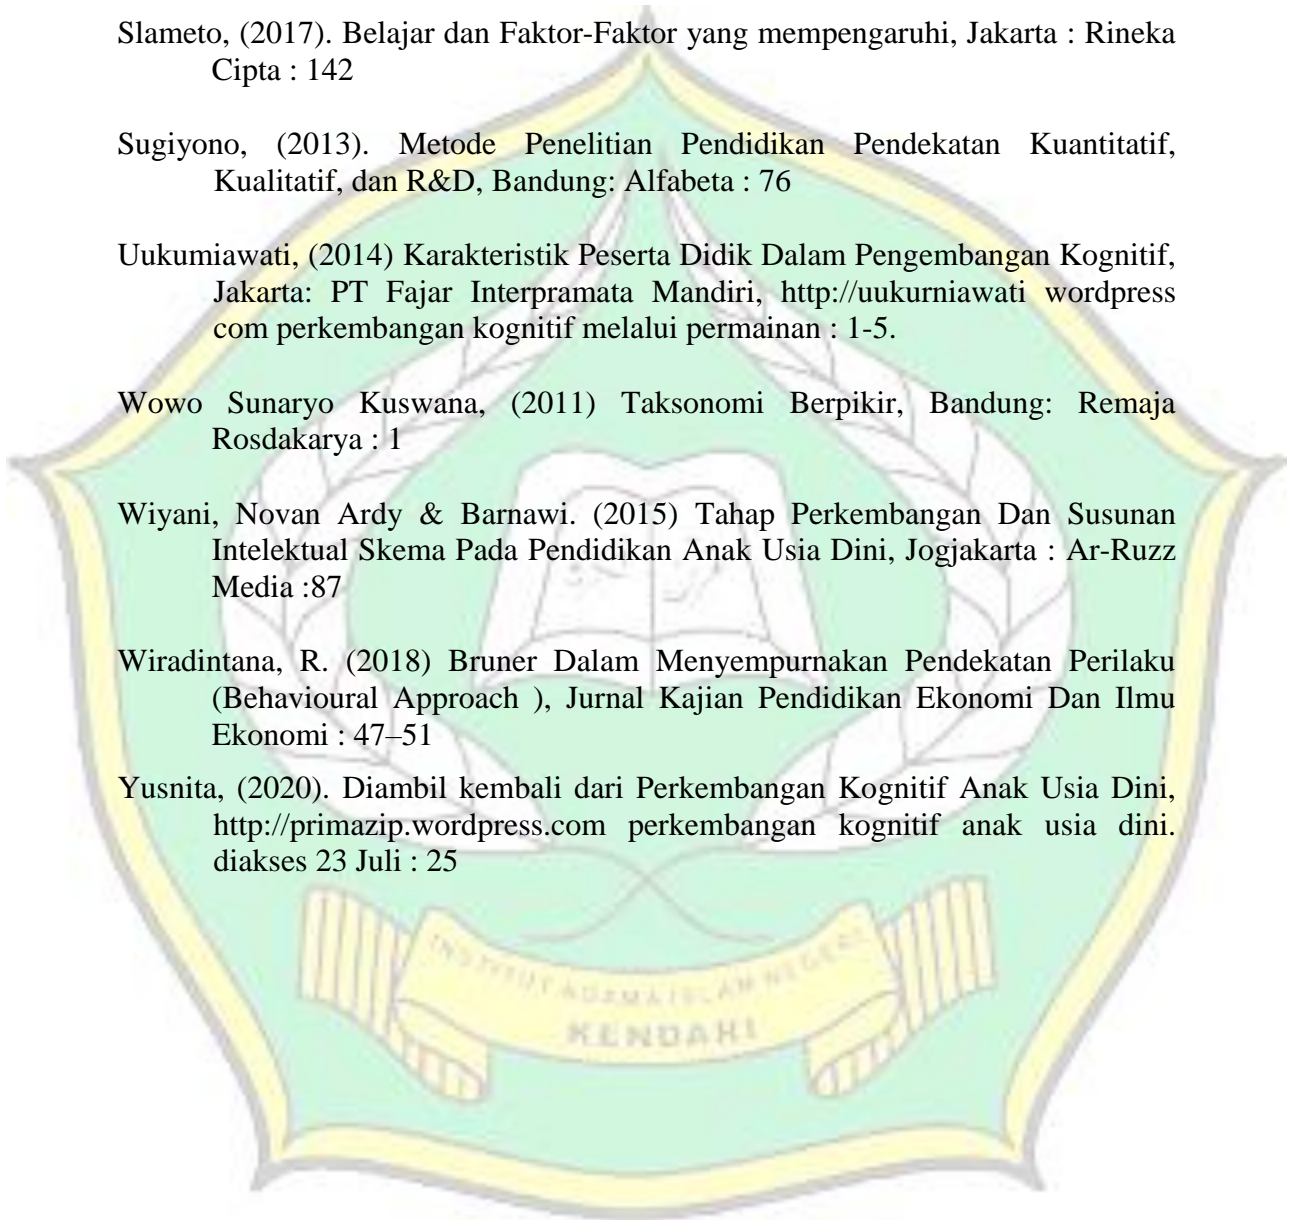 Slameto, (2017). Belajar dan Faktor-Faktor yang mempengaruhi, Jakarta : Rineka
Cipta : 142
Sugiyono, (2013). Metode Penelitian Pendidikan Pendekatan Kuantitatif,
Kualitatif, dan R&D, Bandung: Alfabeta : 76
Uukumiawati, (2014) Karakteristik Peserta Didik Dalam Pengembangan Kognitif,
Jakarta: PT Fajar Interpramata Mandiri, http://uukurniawati wordpress
com perkembangan kognitif melalui permainan : 1-5.
Wowo Sunaryo Kuswana, (2011) Taksonomi Berpikir, Bandung: Remaja
Rosdakarya : 1
Wiyani, Novan Ardy & Barnawi. (2015) Tahap Perkembangan Dan Susunan
Intelektual Skema Pada Pendidikan Anak Usia Dini, Jogjakarta : Ar-Ruzz
Media :87
Wiradintana, R. (2018) Bruner Dalam Menyempurnakan Pendekatan Perilaku
(Behavioural Approach ), Jurnal Kajian Pendidikan Ekonomi Dan Ilmu
Ekonomi : 47–51
Yusnita, (2020). Diambil kembali dari Perkembangan Kognitif Anak Usia Dini,
http://primazip.wordpress.com perkembangan kognitif anak usia dini.
diakses 23 Juli : 25
INSTITUT AGAMA ISLAM NEGERI
KENDARI